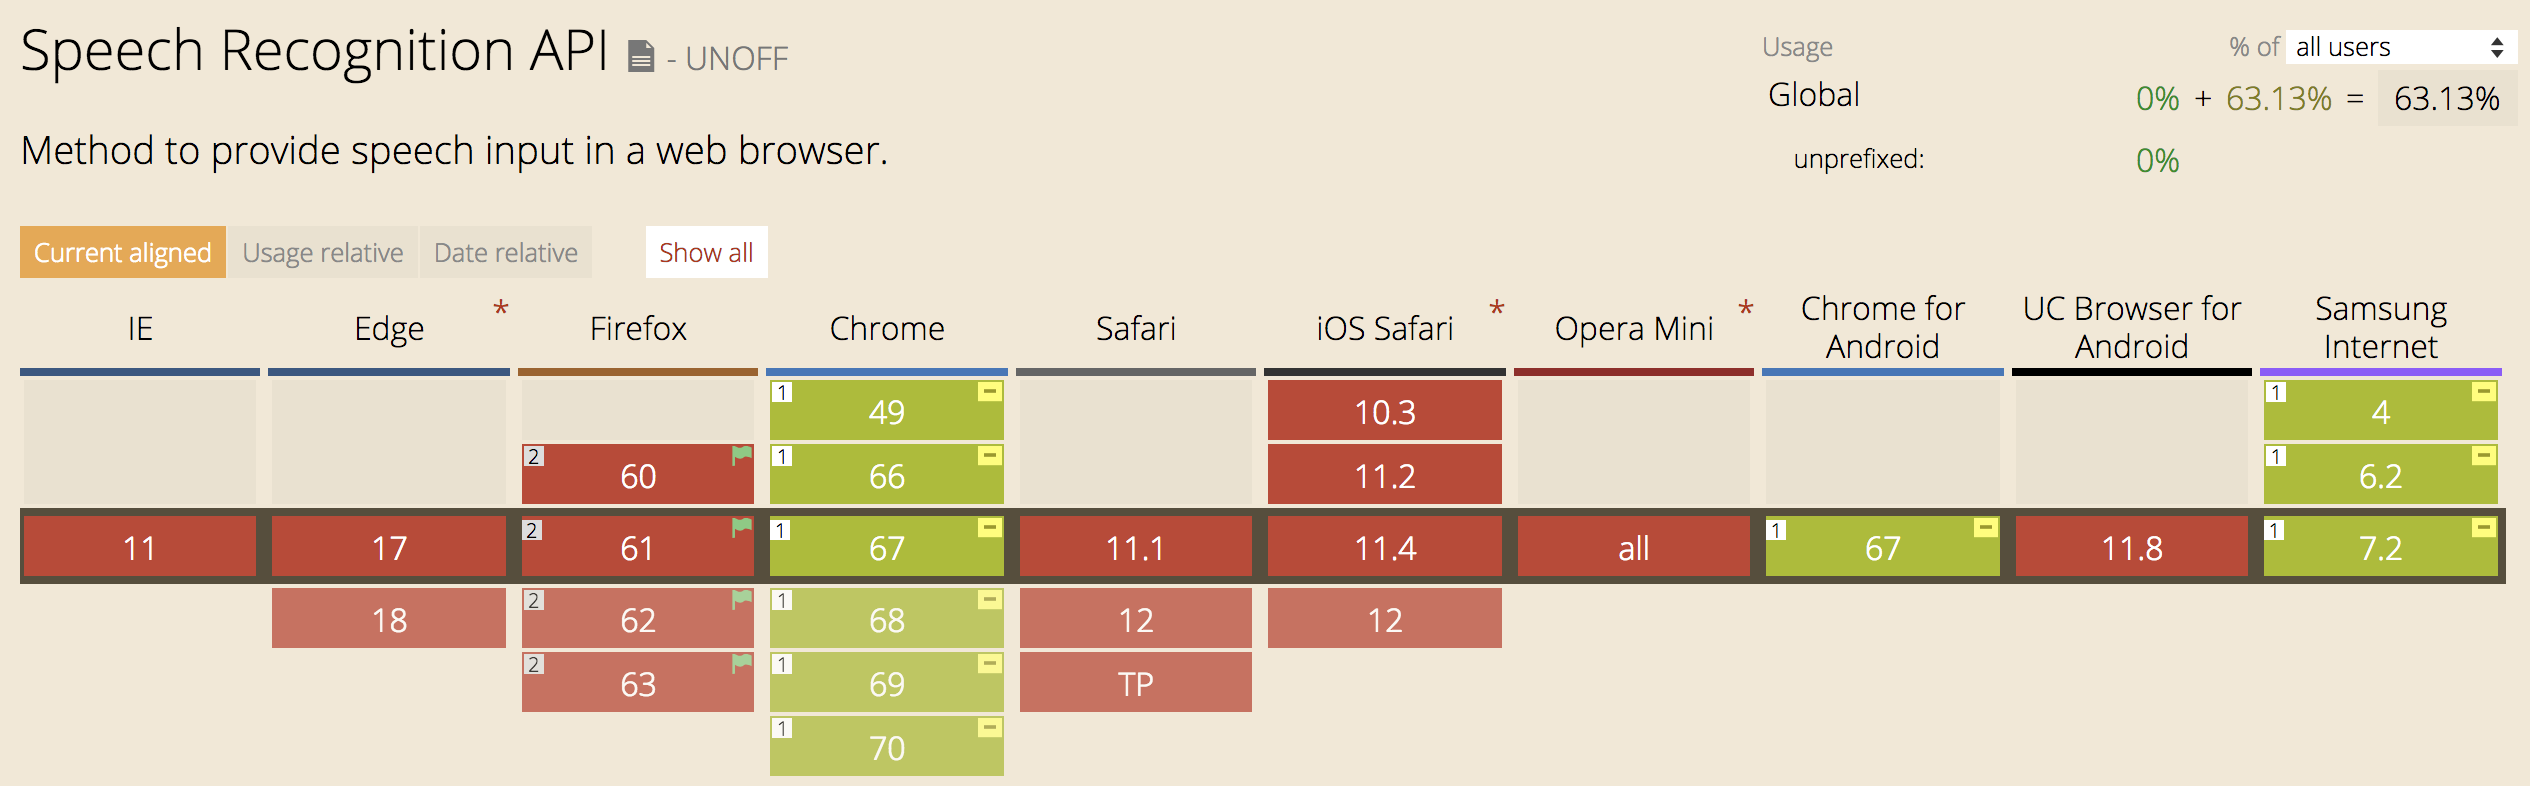 Speech Recognition API - UNOFF
Usage % of all users
Global 0% + 63.13% = 63.13%
Method to provide speech input in a web browser.
unprefixed: 0%
Current aligned Usage relative Date relative Show all
IE Edge * Firefox Chrome Safari iOS Safari * Opera Mini * Chrome for Android UC Browser for Android Samsung Internet
1 49 10.3 1 4
2 60 1 66 11.2 1 6.2
11 17 2 61 1 67 11.1 11.4 all 1 67 11.8 1 7.2
18 2 62 1 68 12 12
2 63 1 69 TP
1 70